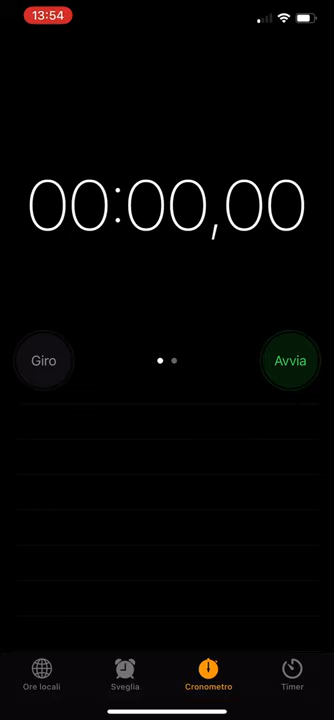 13:54
00:00,00
Giro
Avvia
Ore locali
Sveglia
Cronometro
Timer